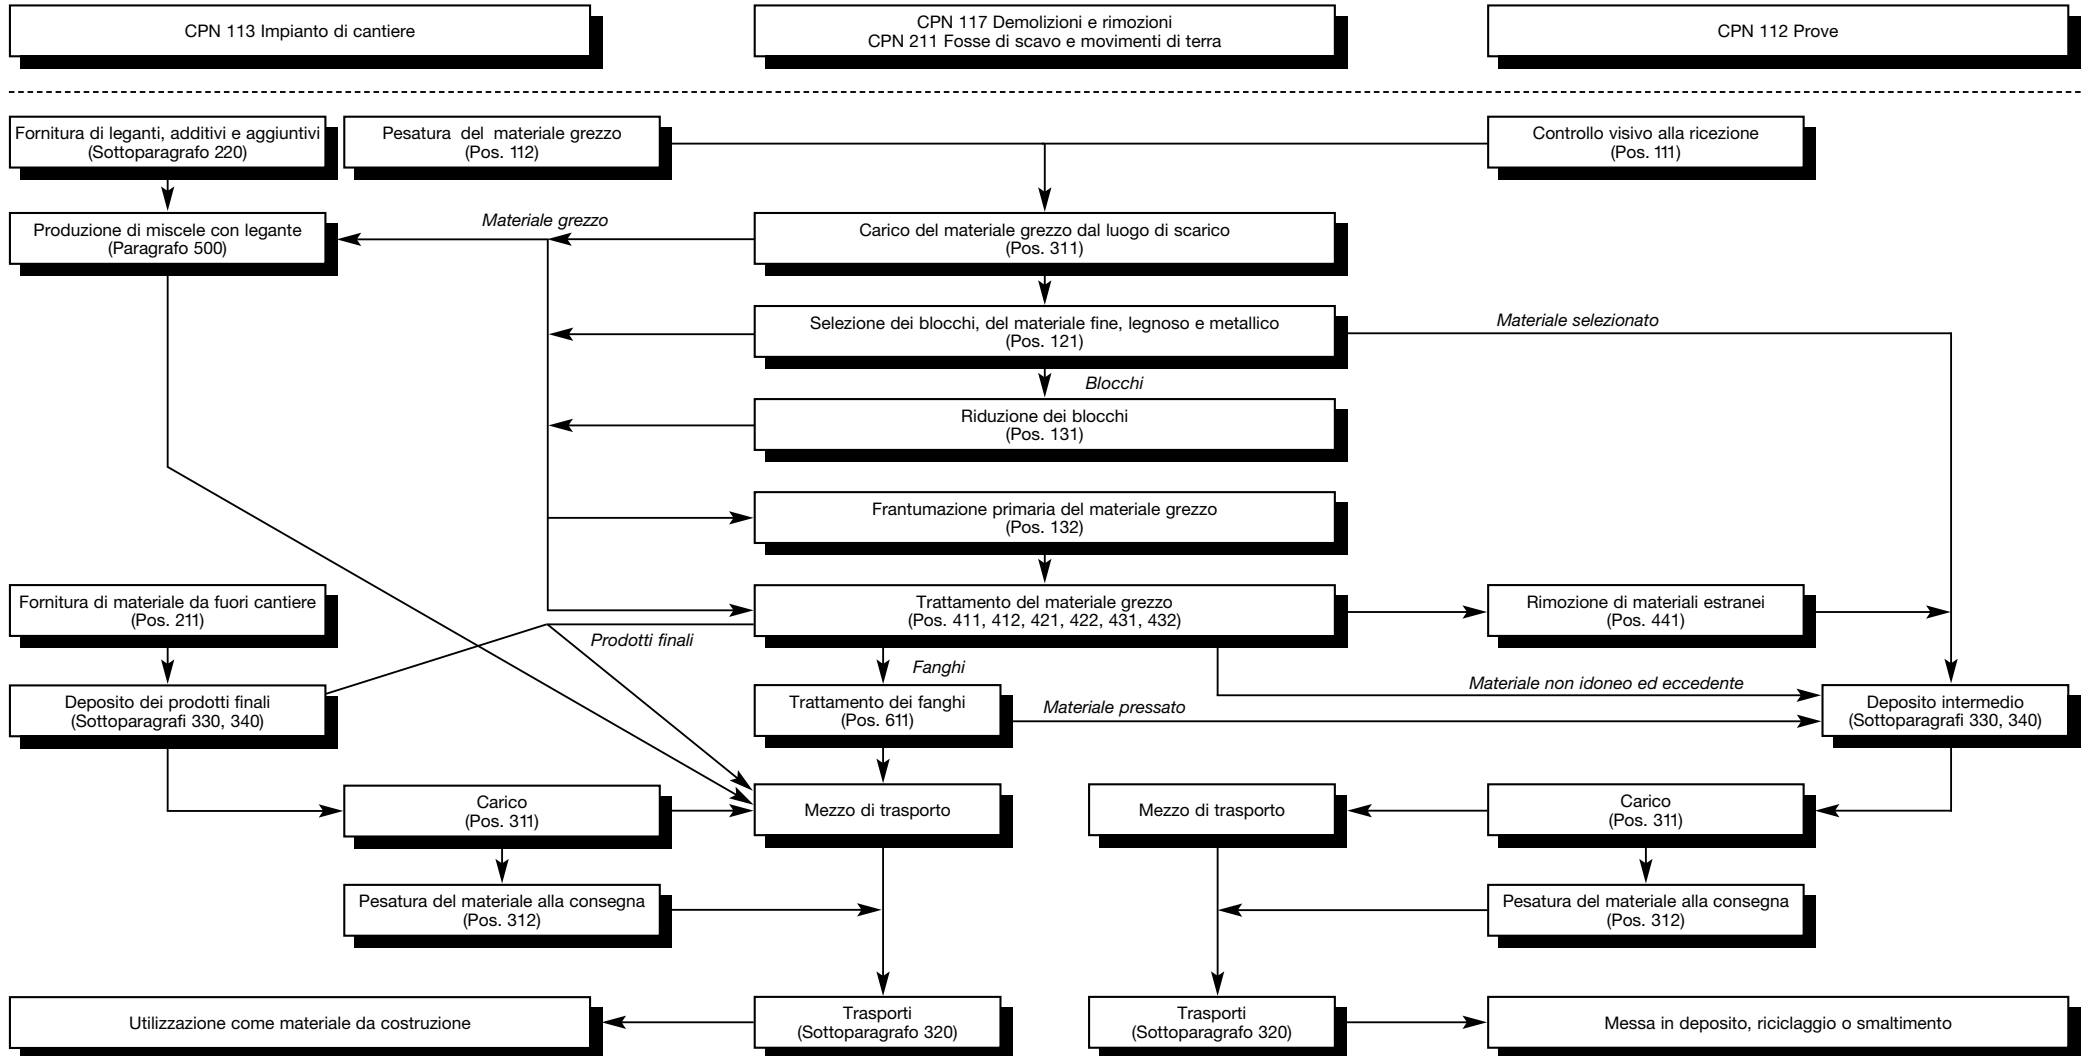 CPN 113 Impianto di cantiere
CPN 117 Demolizioni e rimozioni
CPN 211 Fosse di scavo e movimenti di terra
CPN 112 Prove
Fornitura di leganti, additivi e aggiuntivi
(Sottoparagrafo 220)
Pesatura del materiale grezzo
(Pos. 112)
Controllo visivo alla ricezione
(Pos. 111)
Produzione di miscele con legante
(Paragrafo 500)
Materiale grezzo
Carico del materiale grezzo dal luogo di scarico
(Pos. 311)
Selezione dei blocchi, del materiale fine, legnoso e metallico
(Pos. 121)
Materiale selezionato
Blocchi
Riduzione dei blocchi
(Pos. 131)
Frantumazione primaria del materiale grezzo
(Pos. 132)
Fornitura di materiale da fuori cantiere
(Pos. 211)
Trattamento del materiale grezzo
(Pos. 411, 412, 421, 422, 431, 432)
Rimozione di materiali estranei
(Pos. 441)
Prodotti finali
Fanghi
Materiale non idoneo ed eccedente
Deposito dei prodotti finali
(Sottoparagrafi 330, 340)
Trattamento dei fanghi
(Pos. 611)
Materiale pressato
Deposito intermedio
(Sottoparagrafi 330, 340)
Carico
(Pos. 311)
Mezzo di trasporto
Mezzo di trasporto
Carico
(Pos. 311)
Pesatura del materiale alla consegna
(Pos. 312)
Pesatura del materiale alla consegna
(Pos. 312)
Utilizzazione come materiale da costruzione
Trasporti
(Sottoparagrafo 320)
Trasporti
(Sottoparagrafo 320)
Messa in deposito, riciclaggio o smaltimento